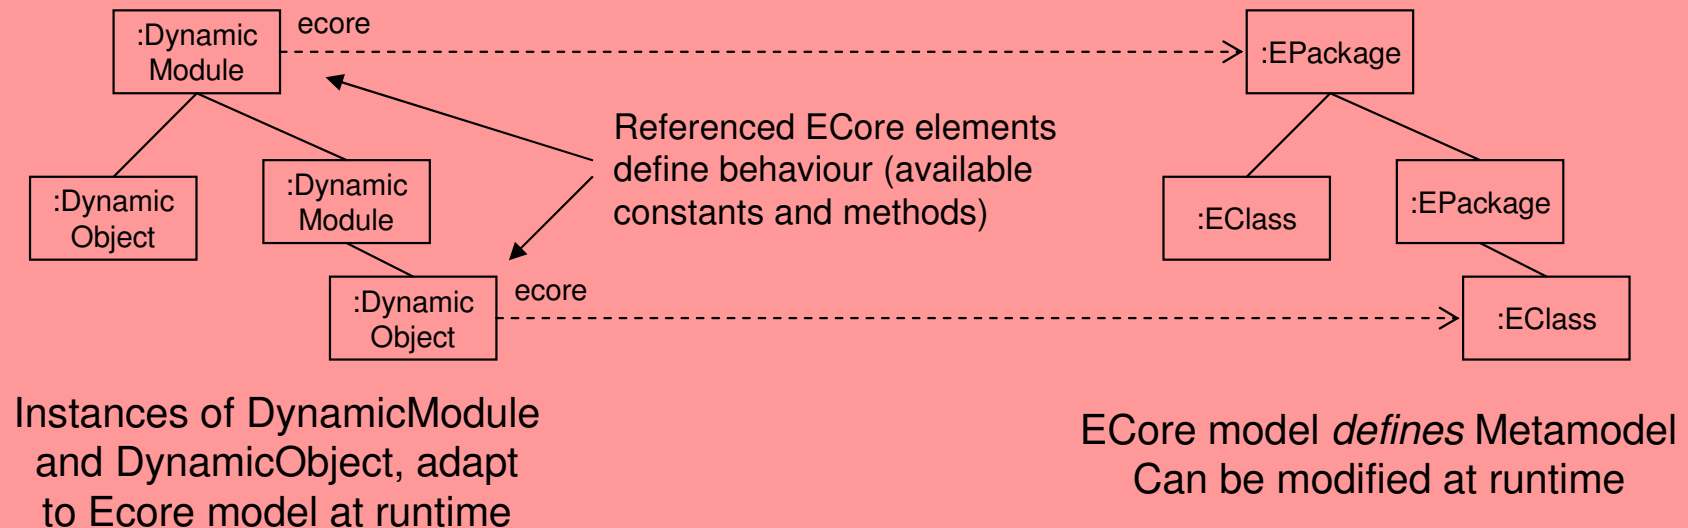 :Dynamic
Module
ecore
:EPackage
Referenced ECore elements
define behaviour (available
constants and methods)
:Dynamic
Object
:Dynamic
Module
:EClass
:EPackage
:Dynamic
Object
ecore
:EClass
Instances of DynamicModule
and DynamicObject, adapt
to Ecore model at runtime
ECore model defines Metamodel
Can be modified at runtime